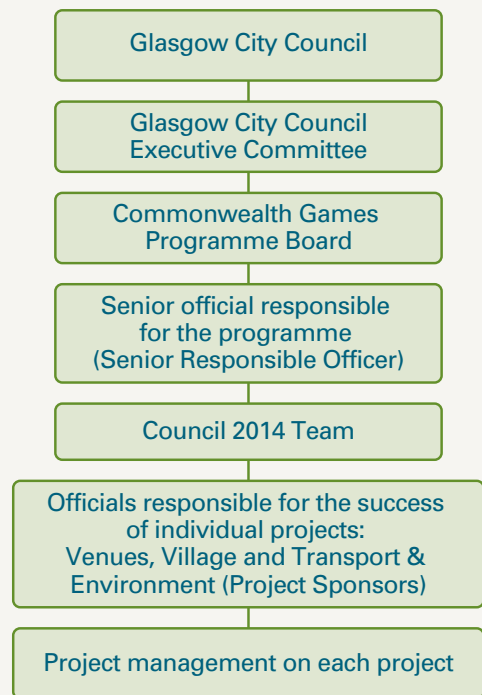 Glasgow City Council
Glasgow City Council
Executive Committee
Commonwealth Games
Programme Board
Senior official responsible
for the programme
(Senior Responsible Officer)
Council 2014 Team
Officials responsible for the success
of individual projects:
Venues, Village and Transport &
Environment (Project Sponsors)
Project management on each project